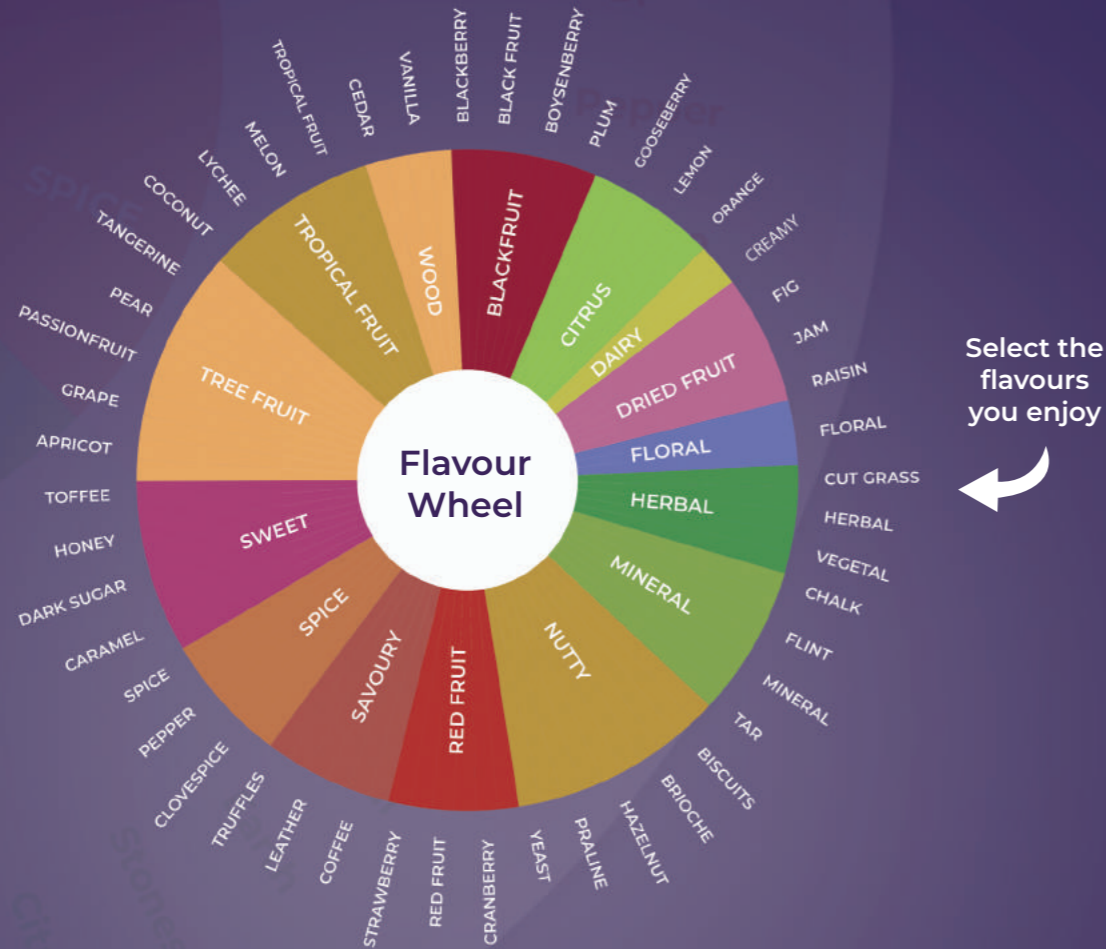 Flavour
Wheel
BLACKFRUIT
CITRUS
DAIRY
DRIED FRUIT
FLORAL
HERBAL
MINERAL
NUTTY
RED FRUIT
SAVOURY
SPICE
SWEET
TREE FRUIT
TROPICAL FRUIT
WOOD
BLACKBERRY
BLACK FRUIT
BOYSENBERRY
PLUM
GOOSEBERRY
LEMON
ORANGE
CREAMY
FIG
JAM
RAISIN
FLORAL
CUT GRASS
HERBAL
VEGETAL
CHALK
FLINT
MINERAL
TAR
BISCUITS
BRIOCHE
HAZELNUT
PRALINE
YEAST
CRANBERRY
RED FRUIT
STRAWBERRY
COFFEE
LEATHER
TRUFFLES
CLOVESPICE
PEPPER
SPICE
CARAMEL
DARK SUGAR
HONEY
TOFFEE
APRICOT
GRAPE
PASSIONFRUIT
PEAR
TANGERINE
COCONUT
LYCHEE
MELON
TROPICAL FRUIT
CEDAR
VANILLA
Select the
flavours
you enjoy
Pepper
SPICE